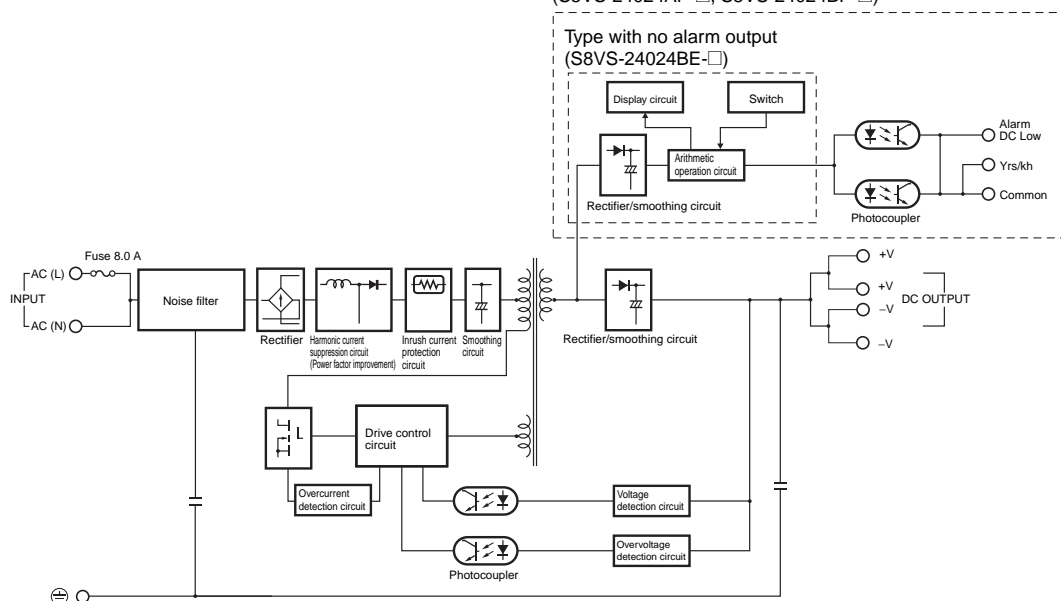 Type with no alarm output
(S8VS-24024BE-□)
Display circuit
Switch
Arithmetic
operation circuit
Rectifier/smoothing circuit
Alarm
DC Low
Yrs/kh
Common
Photocoupler
Fuse 8.0 A
AC (L)
INPUT
AC (N)
Noise filter
Rectifier
Harmonic current
suppression circuit
(Power factor improvement)
Inrush current
protection
circuit
Smoothing
circuit
Rectifier/smoothing circuit
+V
+V
DC OUTPUT
−V
−V
Drive control
circuit
Overcurrent
detection circuit
Voltage
detection circuit
Overvoltage
detection circuit
Photocoupler